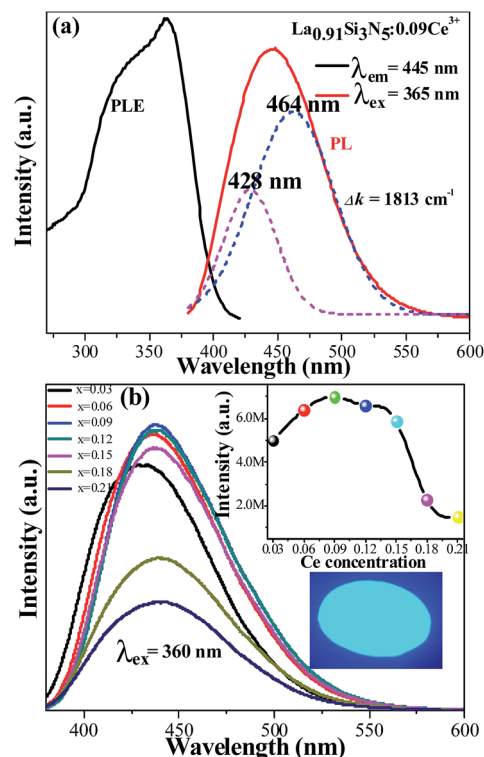 (a)
La0.91Si3N5:0.09Ce3+
λem= 445 nm
λex= 365 nm
PLE
464 nm
PL
428 nm
Δk = 1813 cm-1
Intensity (a.u.)
300 350 400 450 500 550 600
Wavelength (nm)
(b)
x=0.03
x=0.06
x=0.09
x=0.12
x=0.15
x=0.18
x=0.21
Intensity (a.u.)
6.0M
4.0M
2.0M
0.03 0.06 0.09 0.12 0.15 0.18 0.21
Ce concentration
λex= 360 nm
Intensity (a.u.)
400 450 500 550 600
Wavelength (nm)